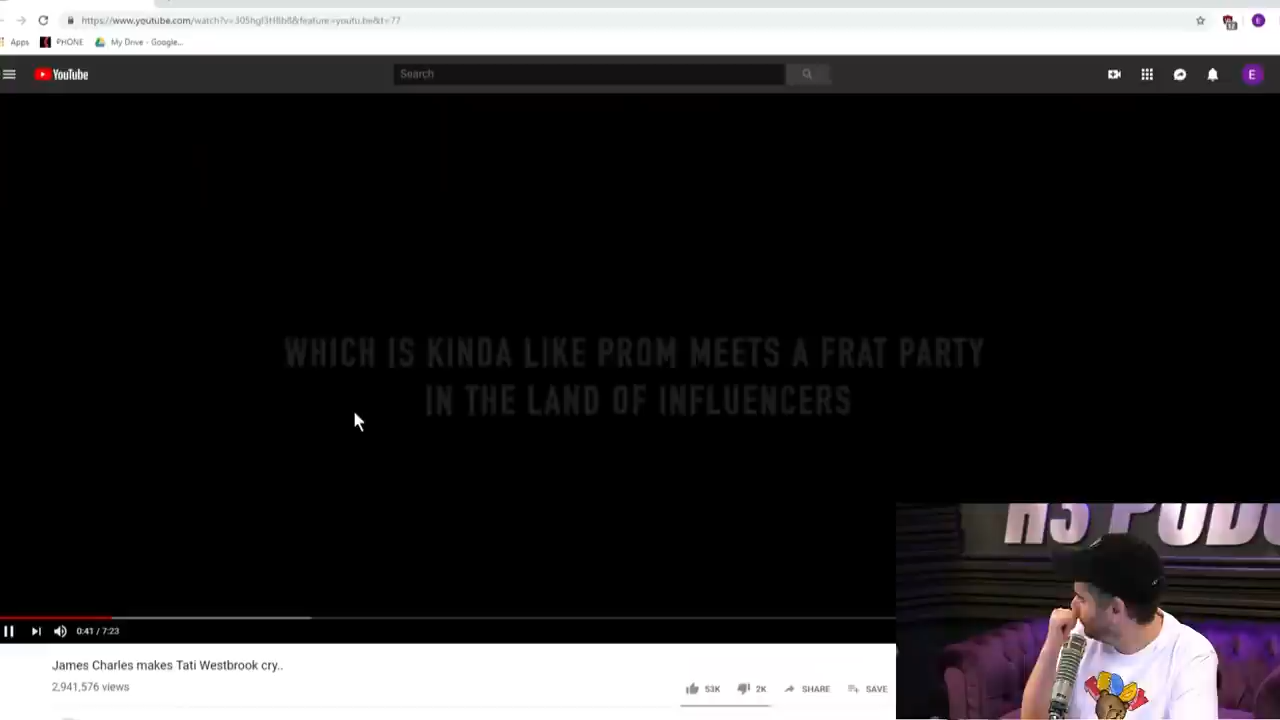 Apps PHONE My Drive - Google...
YouTube
Search
E
WHICH IS KINDA LIKE PROM MEETS A FRAT PARTY
IN THE LAND OF INFLUENCERS
H3 PODC
0:41 / 7:23
James Charles makes Tati Westbrook cry..
2,941,576 views
53K 2K SHARE SAVE